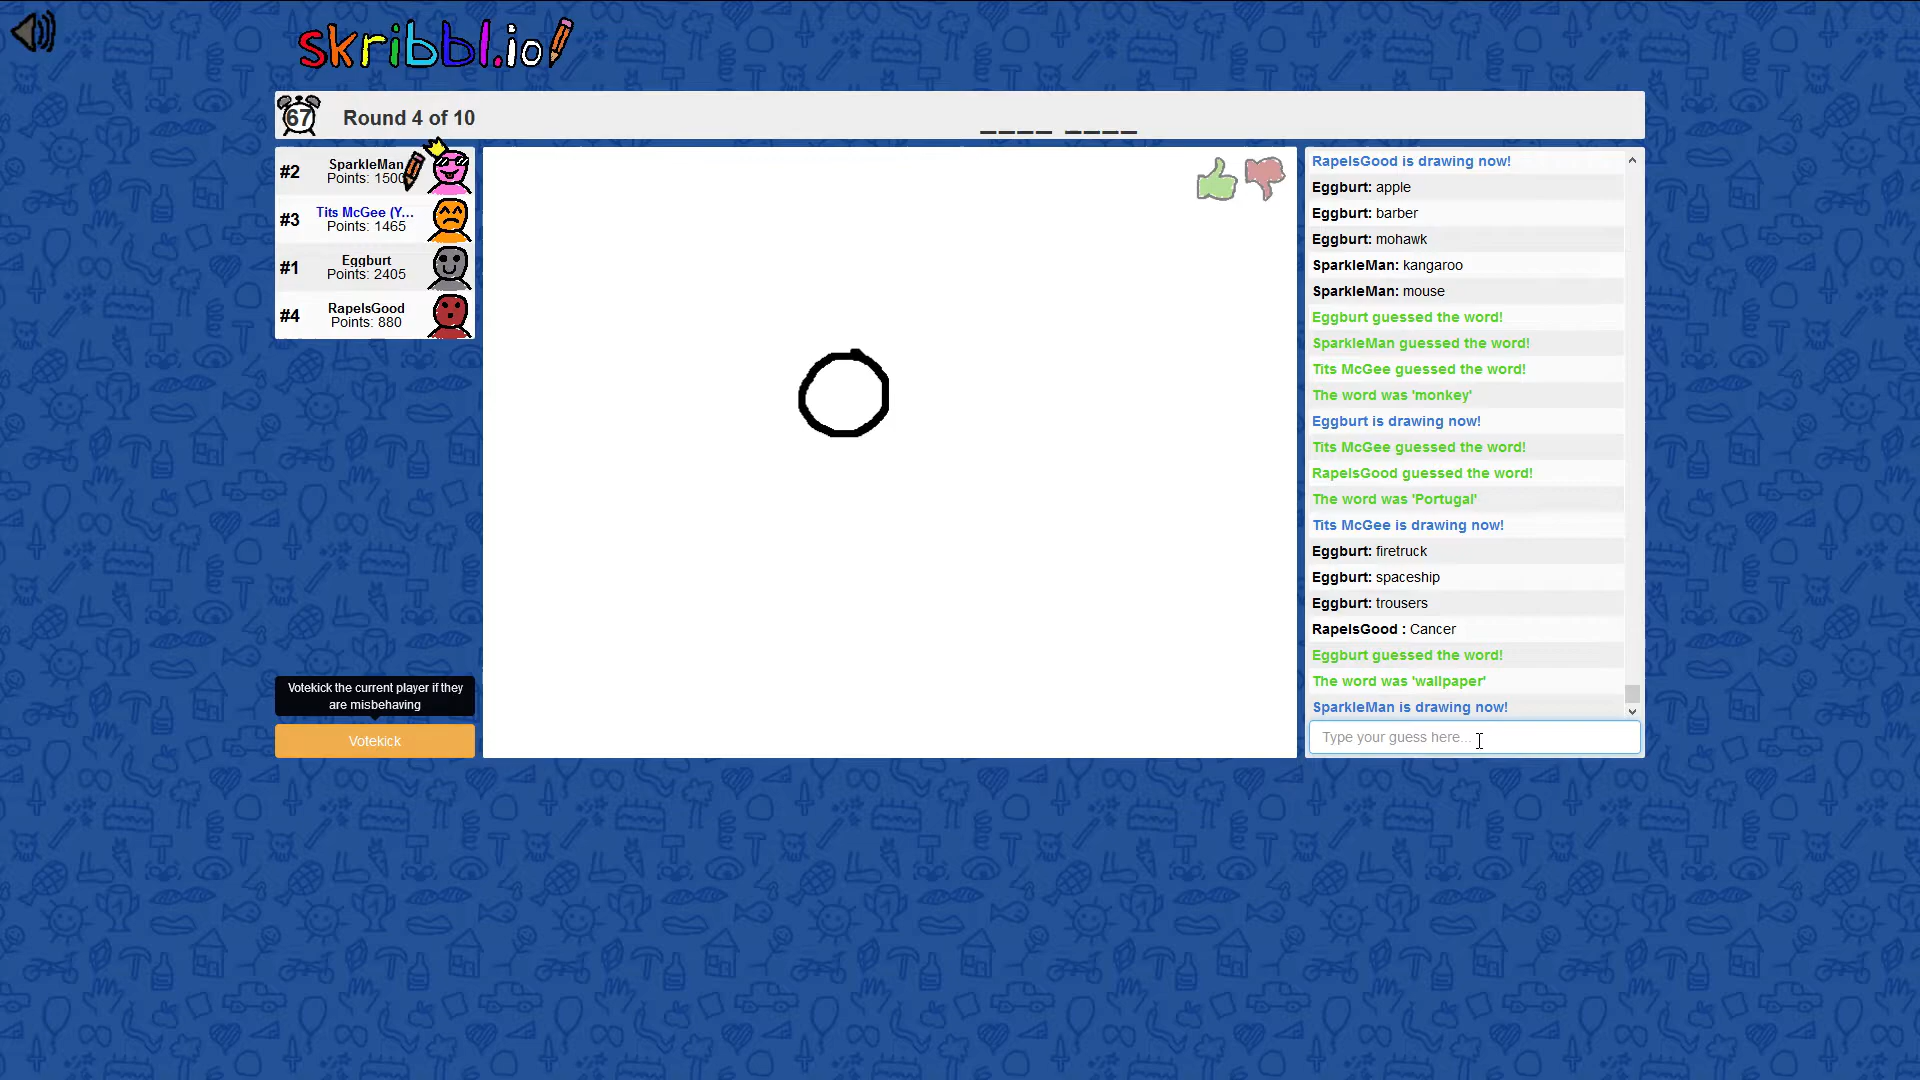 skribbl.io
67
Round 4 of 10
____ ____
#2
SparkleMan
Points: 1500
#3
Tits McGee (Y...
Points: 1465
#1
Eggburt
Points: 2405
#4
RapeIsGood
Points: 880
Votekick the current player if they
are misbehaving
Votekick
RapeIsGood is drawing now!
Eggburt: apple
Eggburt: barber
Eggburt: mohawk
SparkleMan: kangaroo
SparkleMan: mouse
Eggburt guessed the word!
SparkleMan guessed the word!
Tits McGee guessed the word!
The word was 'monkey'
Eggburt is drawing now!
Tits McGee guessed the word!
RapeIsGood guessed the word!
The word was 'Portugal'
Tits McGee is drawing now!
Eggburt: firetruck
Eggburt: spaceship
Eggburt: trousers
RapeIsGood : Cancer
Eggburt guessed the word!
The word was 'wallpaper'
SparkleMan is drawing now!
Type your guess here...